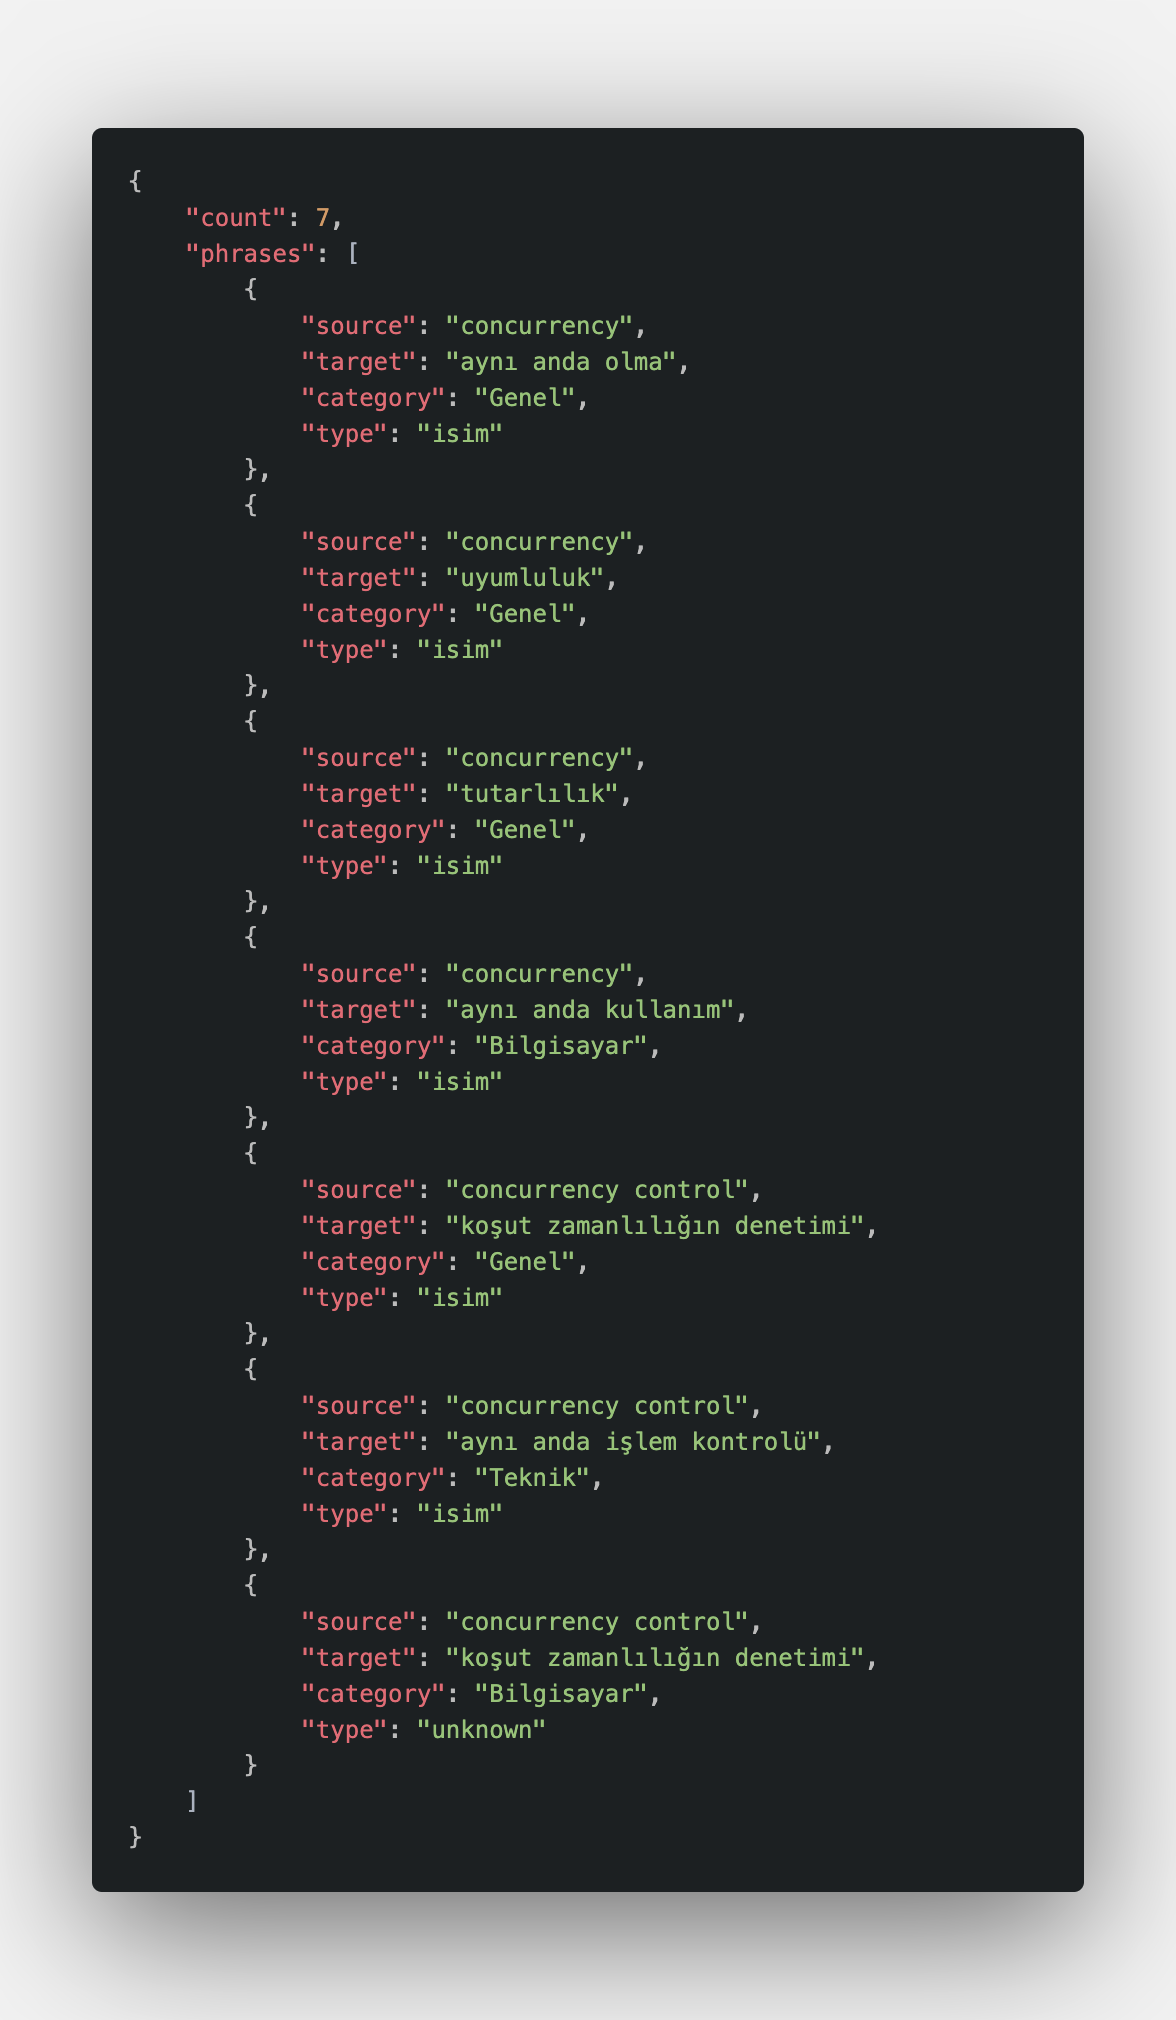 {
    "count": 7,
    "phrases": [
        {
            "source": "concurrency",
            "target": "aynı anda olma",
            "category": "Genel",
            "type": "isim"
        },
        {
            "source": "concurrency",
            "target": "uyumluluk",
            "category": "Genel",
            "type": "isim"
        },
        {
            "source": "concurrency",
            "target": "tutarlılık",
            "category": "Genel",
            "type": "isim"
        },
        {
            "source": "concurrency",
            "target": "aynı anda kullanım",
            "category": "Bilgisayar",
            "type": "isim"
        },
        {
            "source": "concurrency control",
            "target": "koşut zamanlılığın denetimi",
            "category": "Genel",
            "type": "isim"
        },
        {
            "source": "concurrency control",
            "target": "aynı anda işlem kontrolü",
            "category": "Teknik",
            "type": "isim"
        },
        {
            "source": "concurrency control",
            "target": "koşut zamanlılığın denetimi",
            "category": "Bilgisayar",
            "type": "unknown"
        }
    ]
}